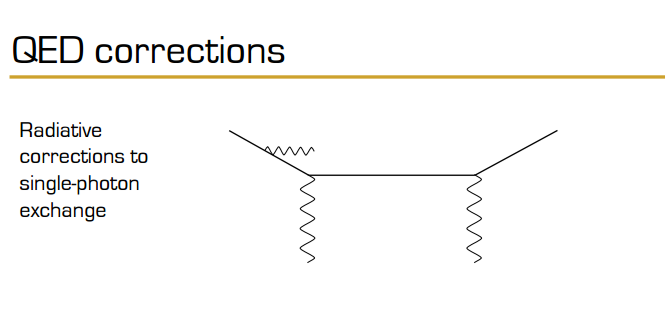 QED corrections
Radiative
corrections to
single-photon
exchange